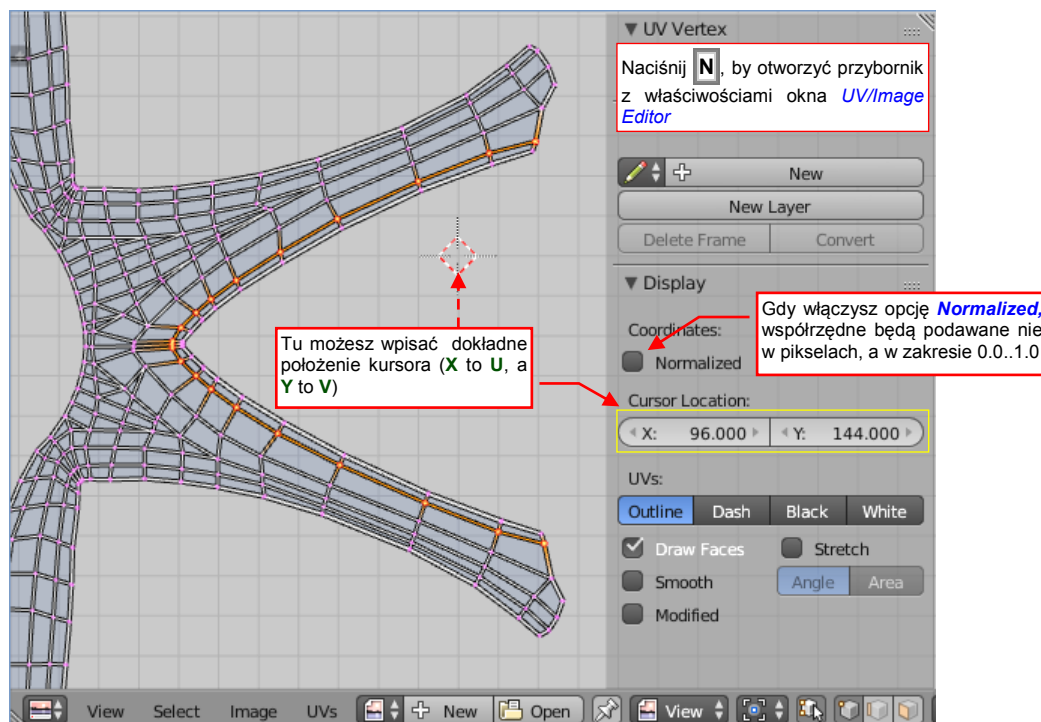 UV Vertex
Naciśnij N, by otworzyć przybornik
z właściwościami okna UV/Image
Editor
New
New Layer
Delete Frame Convert
Display
Gdy włączysz opcję Normalized,
współrzędne będą podawane nie
w pikselach, a w zakresie 0.0..1.0
Coordinates:
Normalized
Tu możesz wpisać dokładne
położenie kursora (X to U, a
Y to V)
Cursor Location:
X: 96.000 Y: 144.000
UVs:
Outline Dash Black White
Draw Faces Stretch
Smooth Angle Area
Modified
View Select Image UVs New Open View